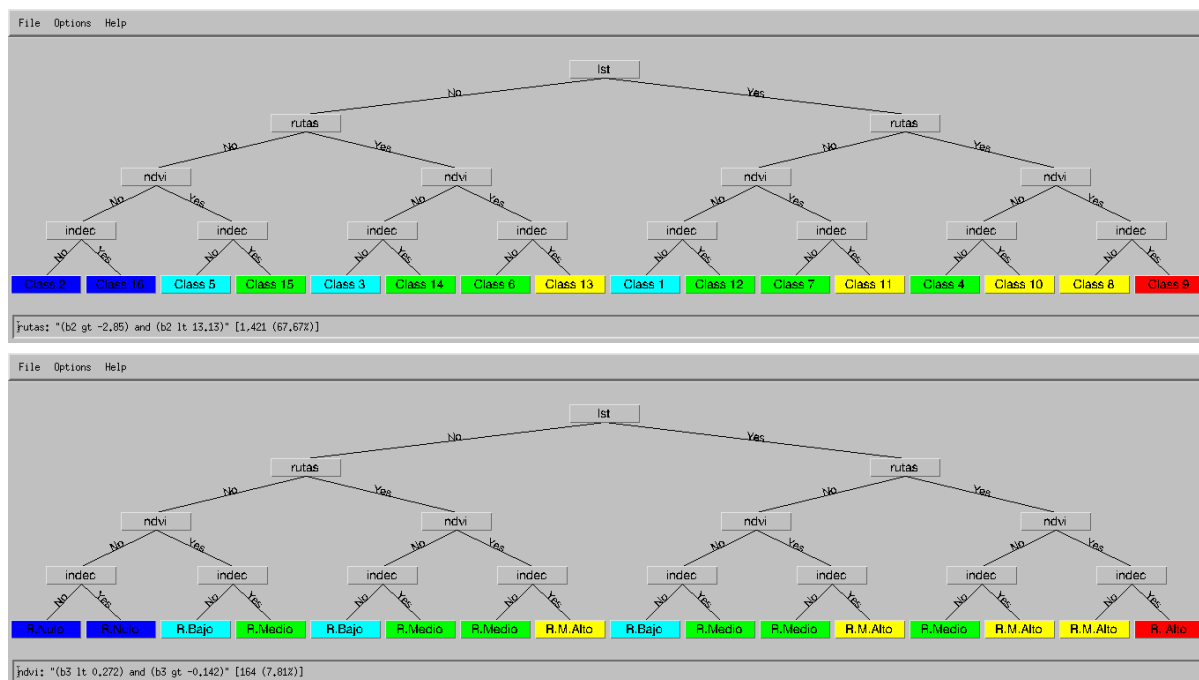 File Options Help
lst
No Yes
rutas rutas
No Yes No Yes
ndvi ndvi ndvi ndvi
No Yes No Yes No Yes No Yes
indec indec indec indec indec indec indec indec
No Yes No Yes No Yes No Yes No Yes No Yes No Yes No Yes
Class 2 Class 16 Class 5 Class 15 Class 3 Class 14 Class 6 Class 13 Class 1 Class 12 Class 7 Class 11 Class 4 Class 10 Class 8 Class 9
rutas: "(b2 gt -2.85) and (b2 lt 13.13)" [1,421 (67.67%)]
File Options Help
lst
No Yes
rutas rutas
No Yes No Yes
ndvi ndvi ndvi ndvi
No Yes No Yes No Yes No Yes
indec indec indec indec indec indec indec indec
No Yes No Yes No Yes No Yes No Yes No Yes No Yes No Yes
R.Nulo R.Nulo R.Bajo R.Medio R.Bajo R.Medio R.Medio R.M.Alto R.Bajo R.Medio R.Medio R.M.Alto R.Medio R.M.Alto R.M.Alto R. Alto
ndvi: "(b3 lt 0.272) and (b3 gt -0.142)" [164 (7.81%)]